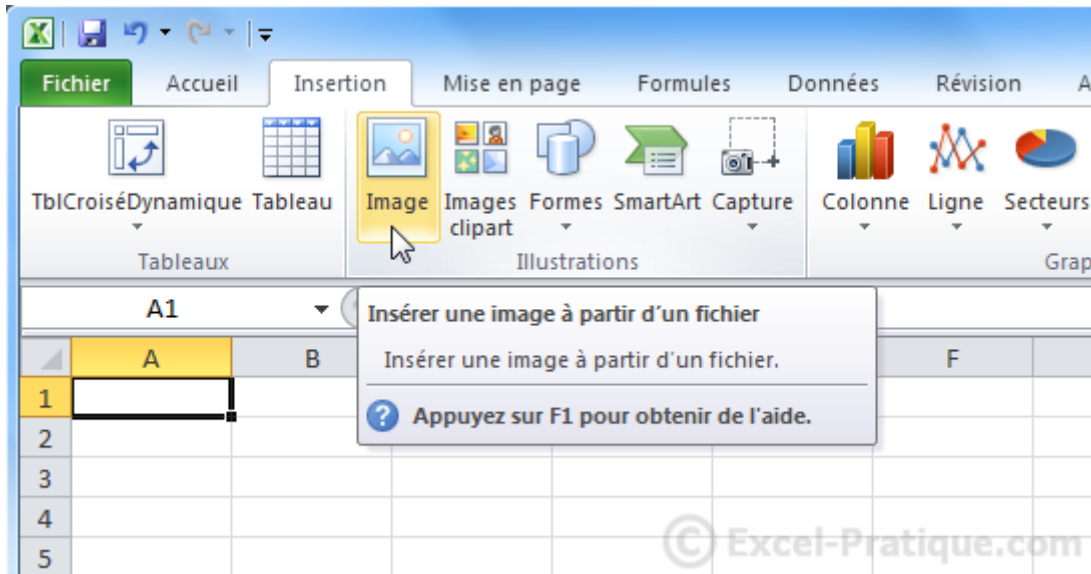 Fichier Accueil Insertion Mise en page Formules Données Révision A
TblCroiséDynamique Tableau Image Images clipart Formes SmartArt Capture Colonne Ligne Secteurs
Tableaux Illustrations Grap
A1
Insérer une image à partir d'un fichier
Insérer une image à partir d'un fichier.
Appuyez sur F1 pour obtenir de l'aide.
A B F
1
2
3
4
5
© Excel-Pratique.com